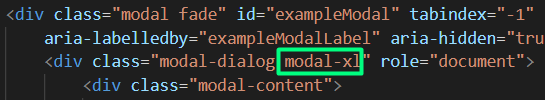 <div class="modal fade" id="exampleModal" tabindex="-1"
aria-labelledby="exampleModalLabel" aria-hidden="tru
<div class="modal-dialog modal-xl" role="document">
<div class="modal-content">